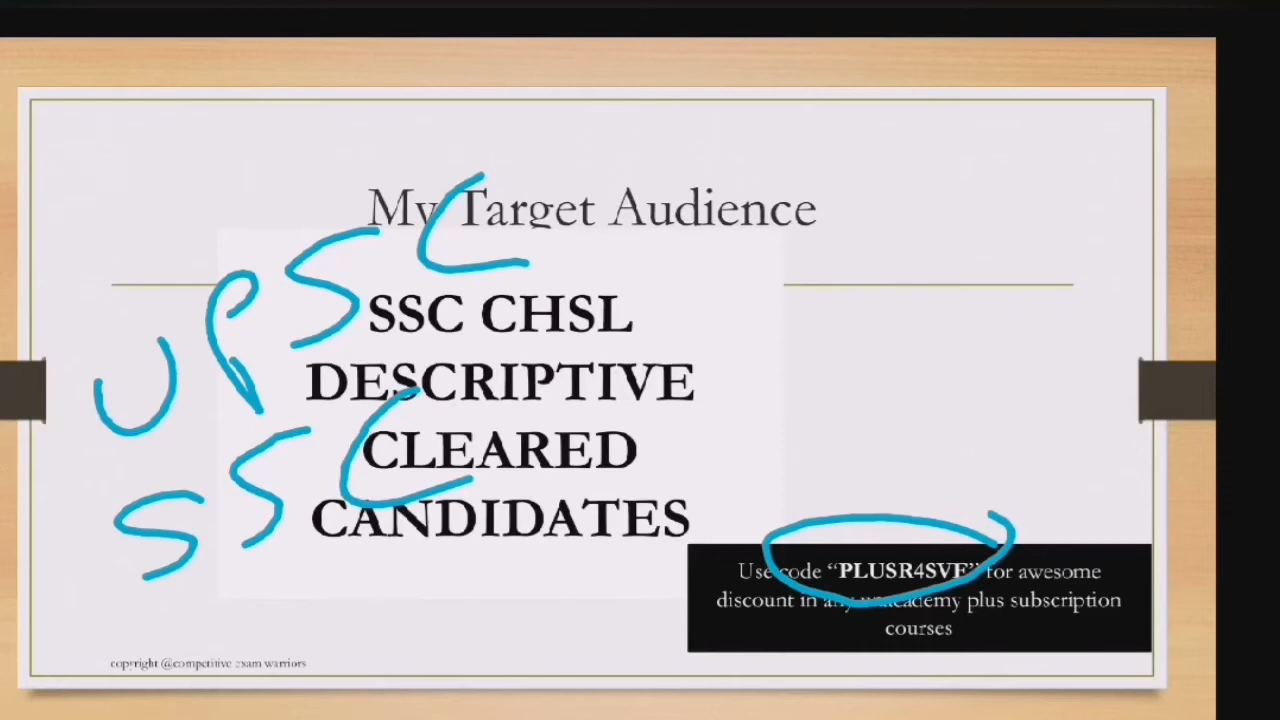 My Target Audience
UPSC
SSC CHSL
DESCRIPTIVE
CLEARED
CANDIDATES
SSC
Use code “PLUSR4SVE” for awesome
discount in any unacademy plus subscription
courses
copyright @competitive exam warriors